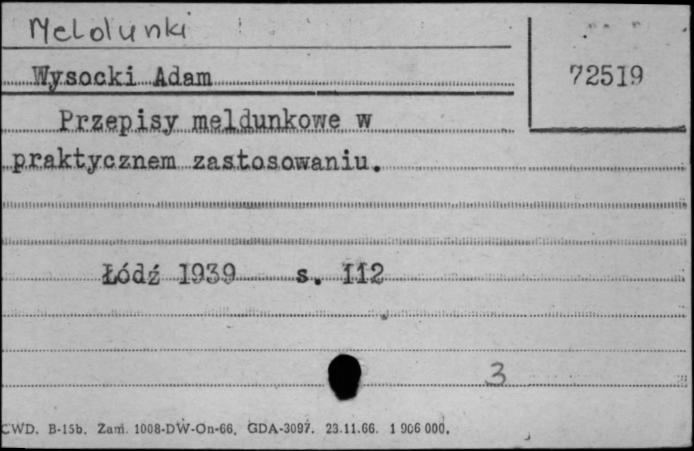 Meldunki
72519
Wysocki Adam
Przepisy meldunkowe w
praktycznem zastosowaniu.
Łódź 1939 s. 112
3
CWD. B-15b. Zam. 1008-DW-On-66. GDA-3097. 23.11.66. 1 906 000.